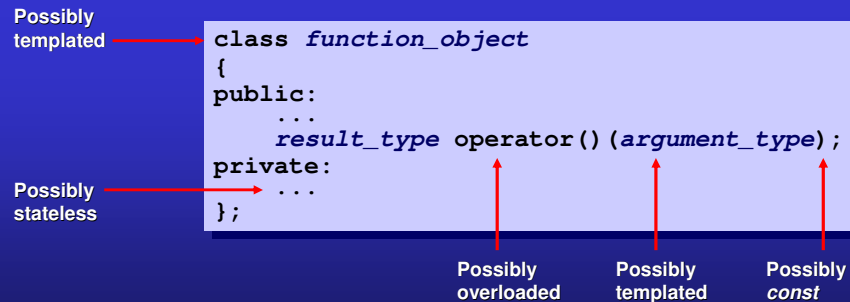 Possibly
templated
class function_object
{
public:
...
result_type operator()(argument_type);
private:
...
};
Possibly
stateless
Possibly
overloaded
Possibly
templated
Possibly
const